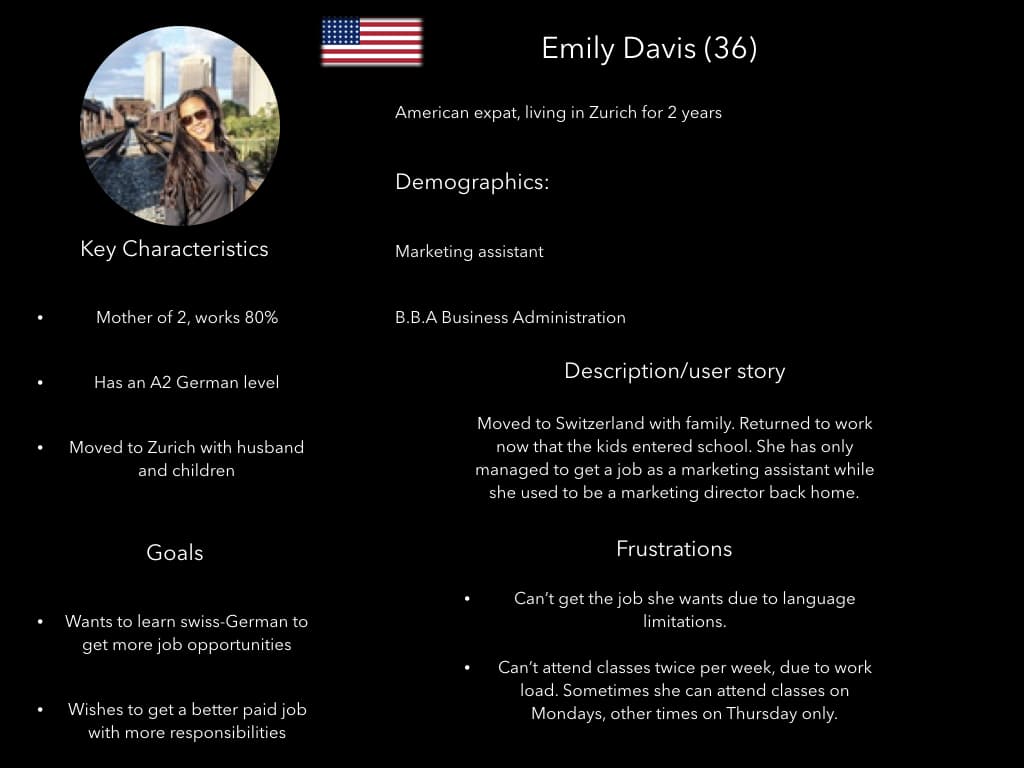 Emily Davis (36)
American expat, living in Zurich for 2 years
Demographics:
Marketing assistant
B.B.A Business Administration
Key Characteristics
• Mother of 2, works 80%
• Has an A2 German level
• Moved to Zurich with husband
and children
Goals
• Wants to learn swiss-German to
get more job opportunities
• Wishes to get a better paid job
with more responsibilities
Description/user story
Moved to Switzerland with family. Returned to work
now that the kids entered school. She has only
managed to get a job as a marketing assistant while
she used to be a marketing director back home.
Frustrations
• Can’t get the job she wants due to language
limitations.
• Can’t attend classes twice per week, due to work
load. Sometimes she can attend classes on
Mondays, other times on Thursday only.